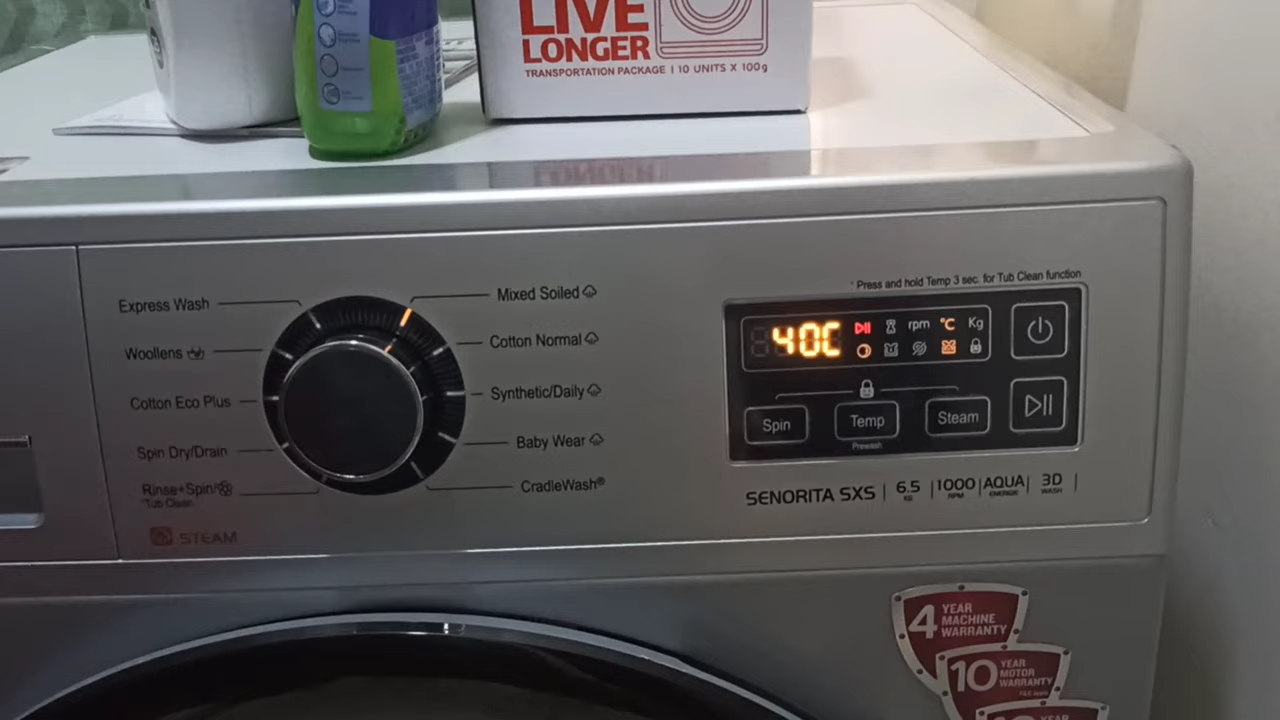 LIVE
LONGER
TRANSPORTATION PACKAGE | 10 UNITS X 100g
* Press and hold Temp 3 sec. for Tub Clean function
Express Wash
Woollens
Cotton Eco Plus
Spin Dry/Drain
Rinse+Spin/
*Tub Clean
STEAM
Mixed Soiled
Cotton Normal
Synthetic/Daily
Baby Wear
CradleWash®
40C
rpm °C Kg
Spin
Temp
Steam
Prewash
SENORITA SXS | 6.5 KG | 1000 RPM | AQUA ENERGIE | 3D WASH |
4 YEAR
MACHINE
WARRANTY
10 YEAR
MOTOR
WARRANTY
YEAR